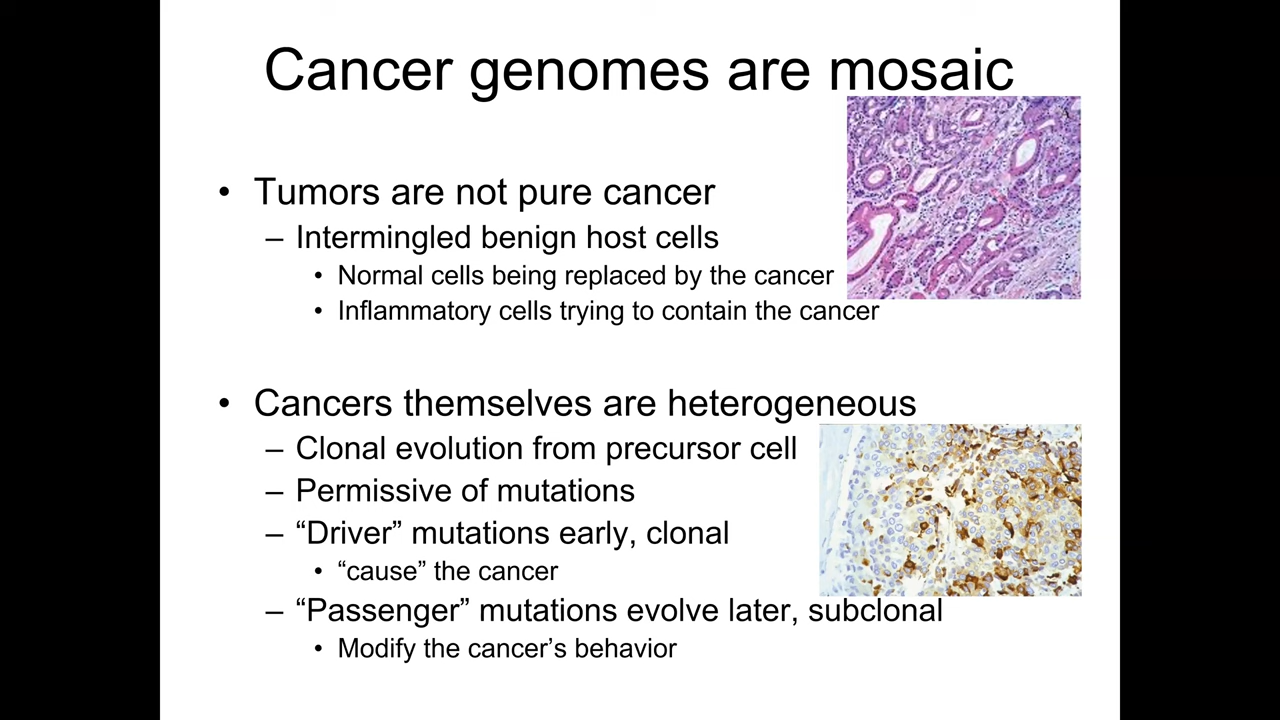 Cancer genomes are mosaic
• Tumors are not pure cancer
– Intermingled benign host cells
• Normal cells being replaced by the cancer
• Inflammatory cells trying to contain the cancer
• Cancers themselves are heterogeneous
– Clonal evolution from precursor cell
– Permissive of mutations
– “Driver” mutations early, clonal
• “cause” the cancer
– “Passenger” mutations evolve later, subclonal
• Modify the cancer’s behavior